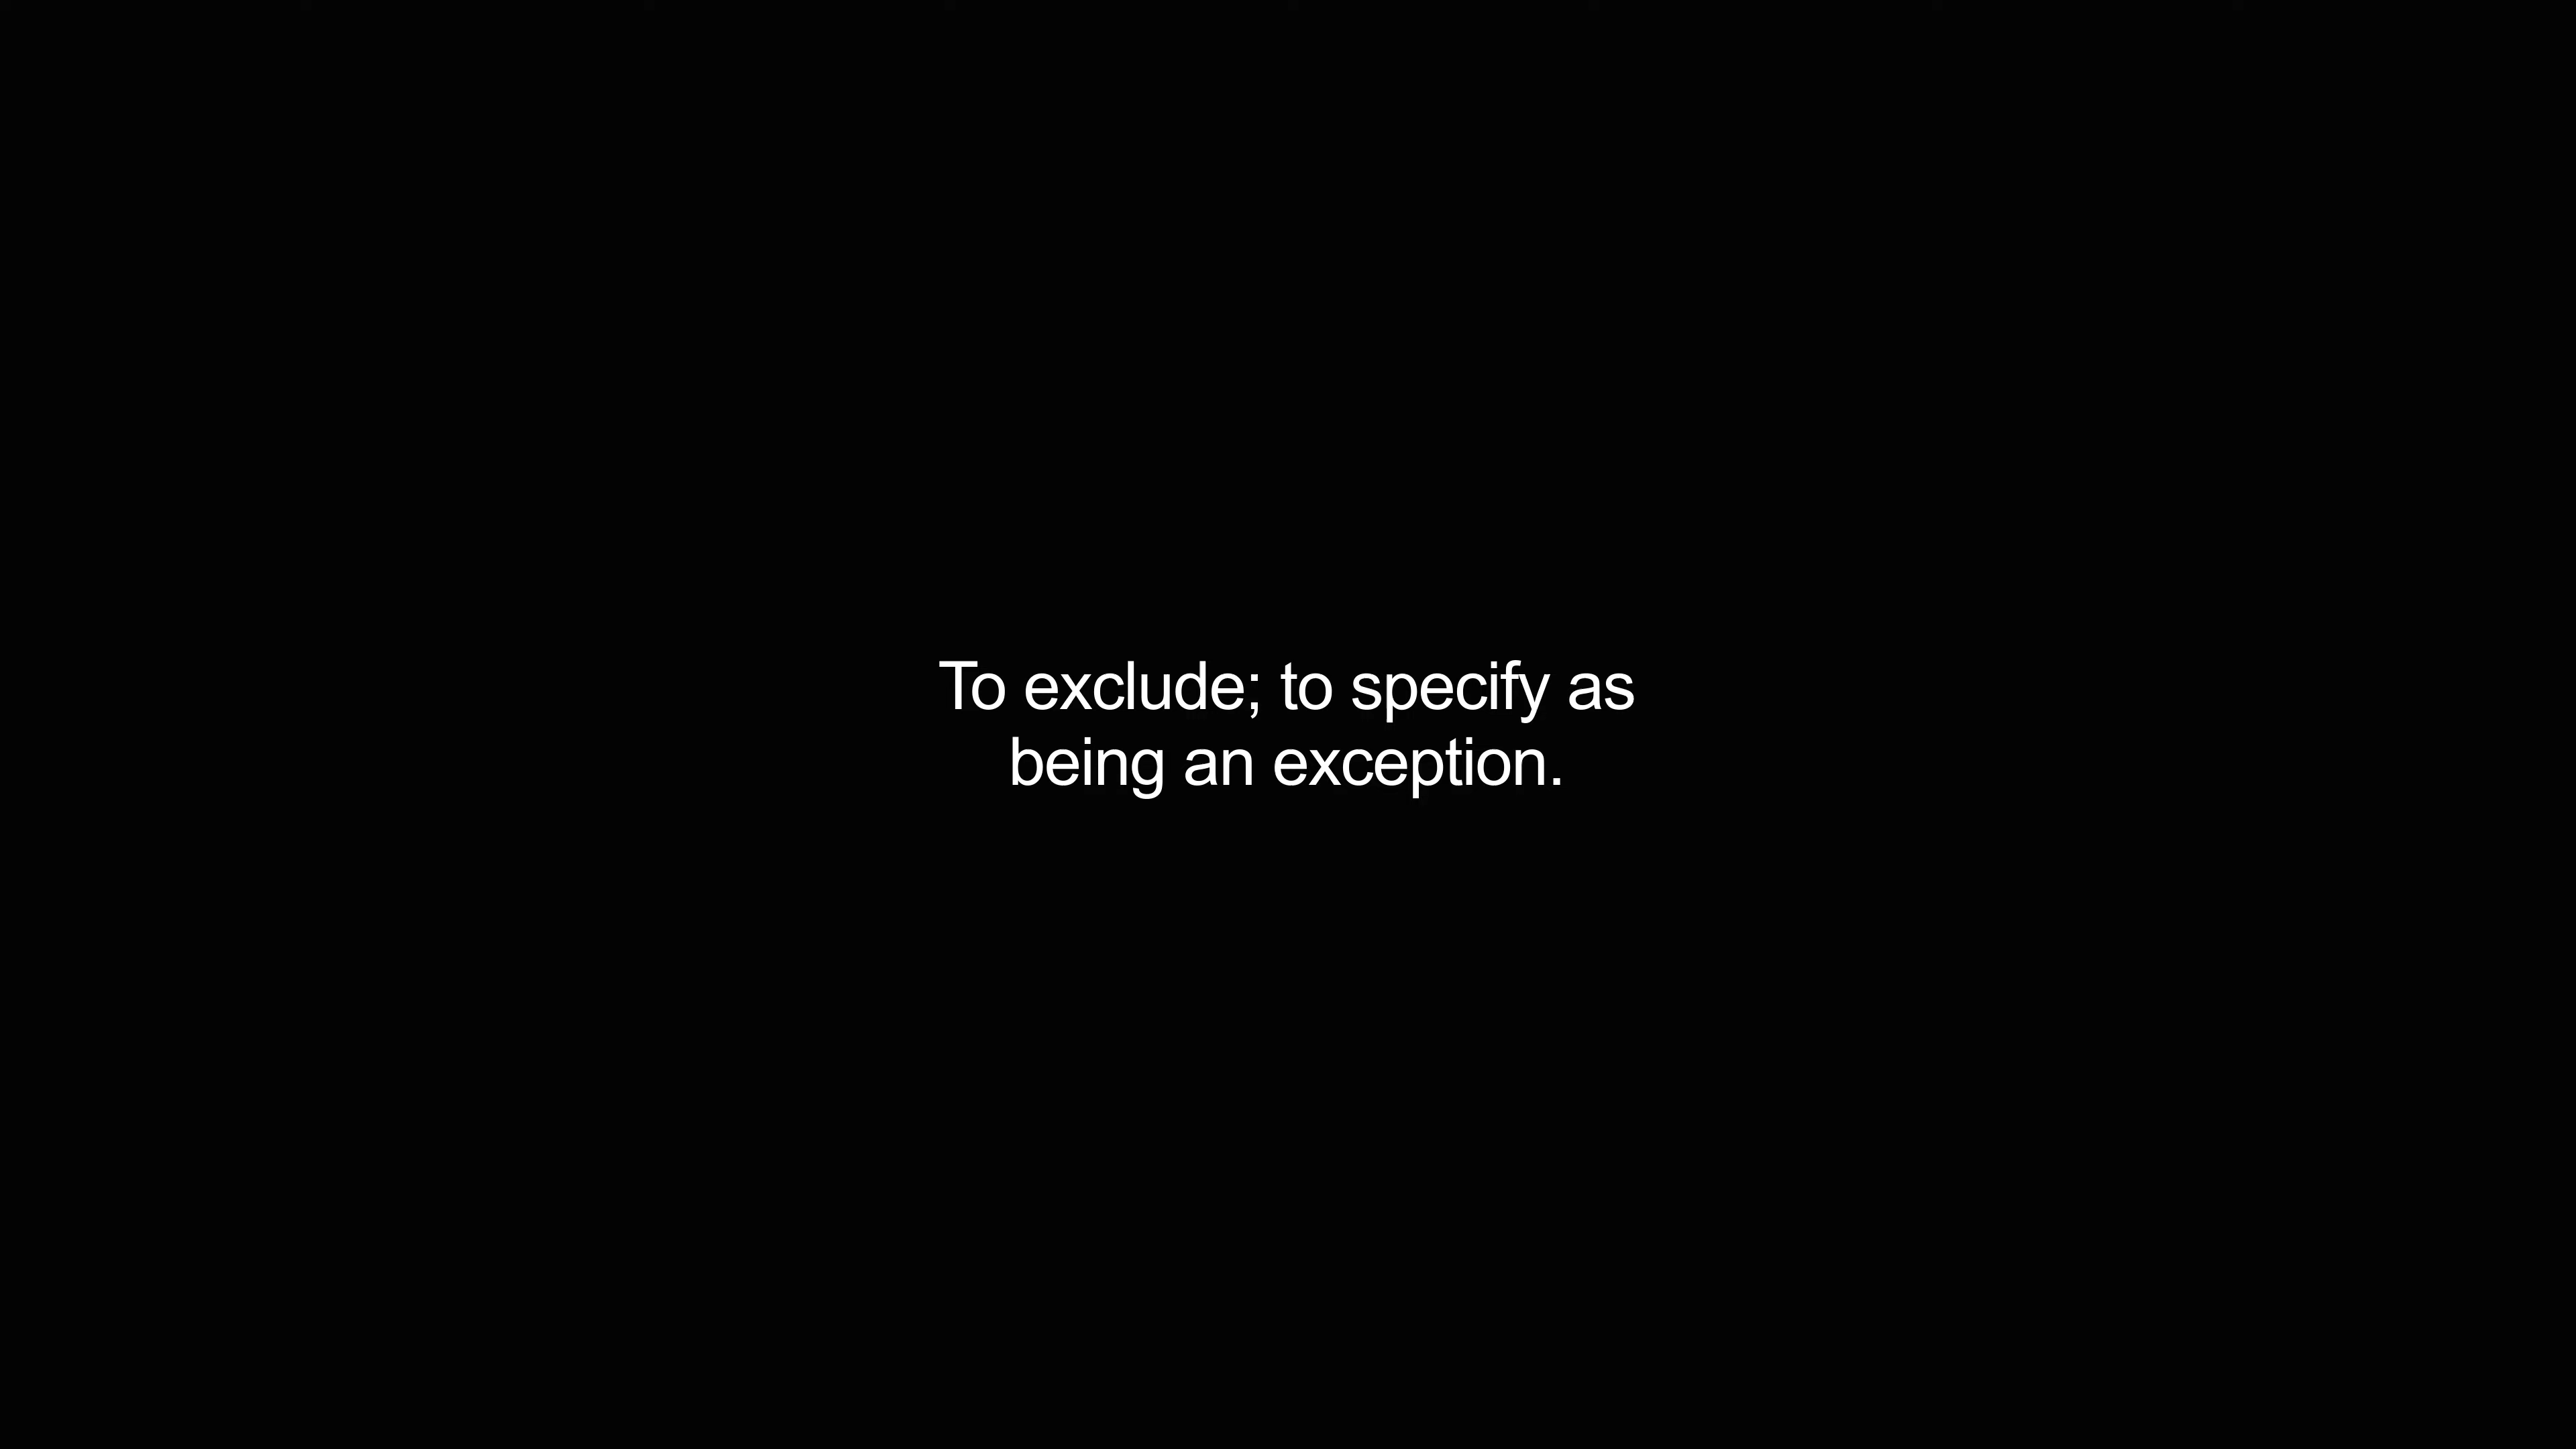 To exclude; to specify as
being an exception.